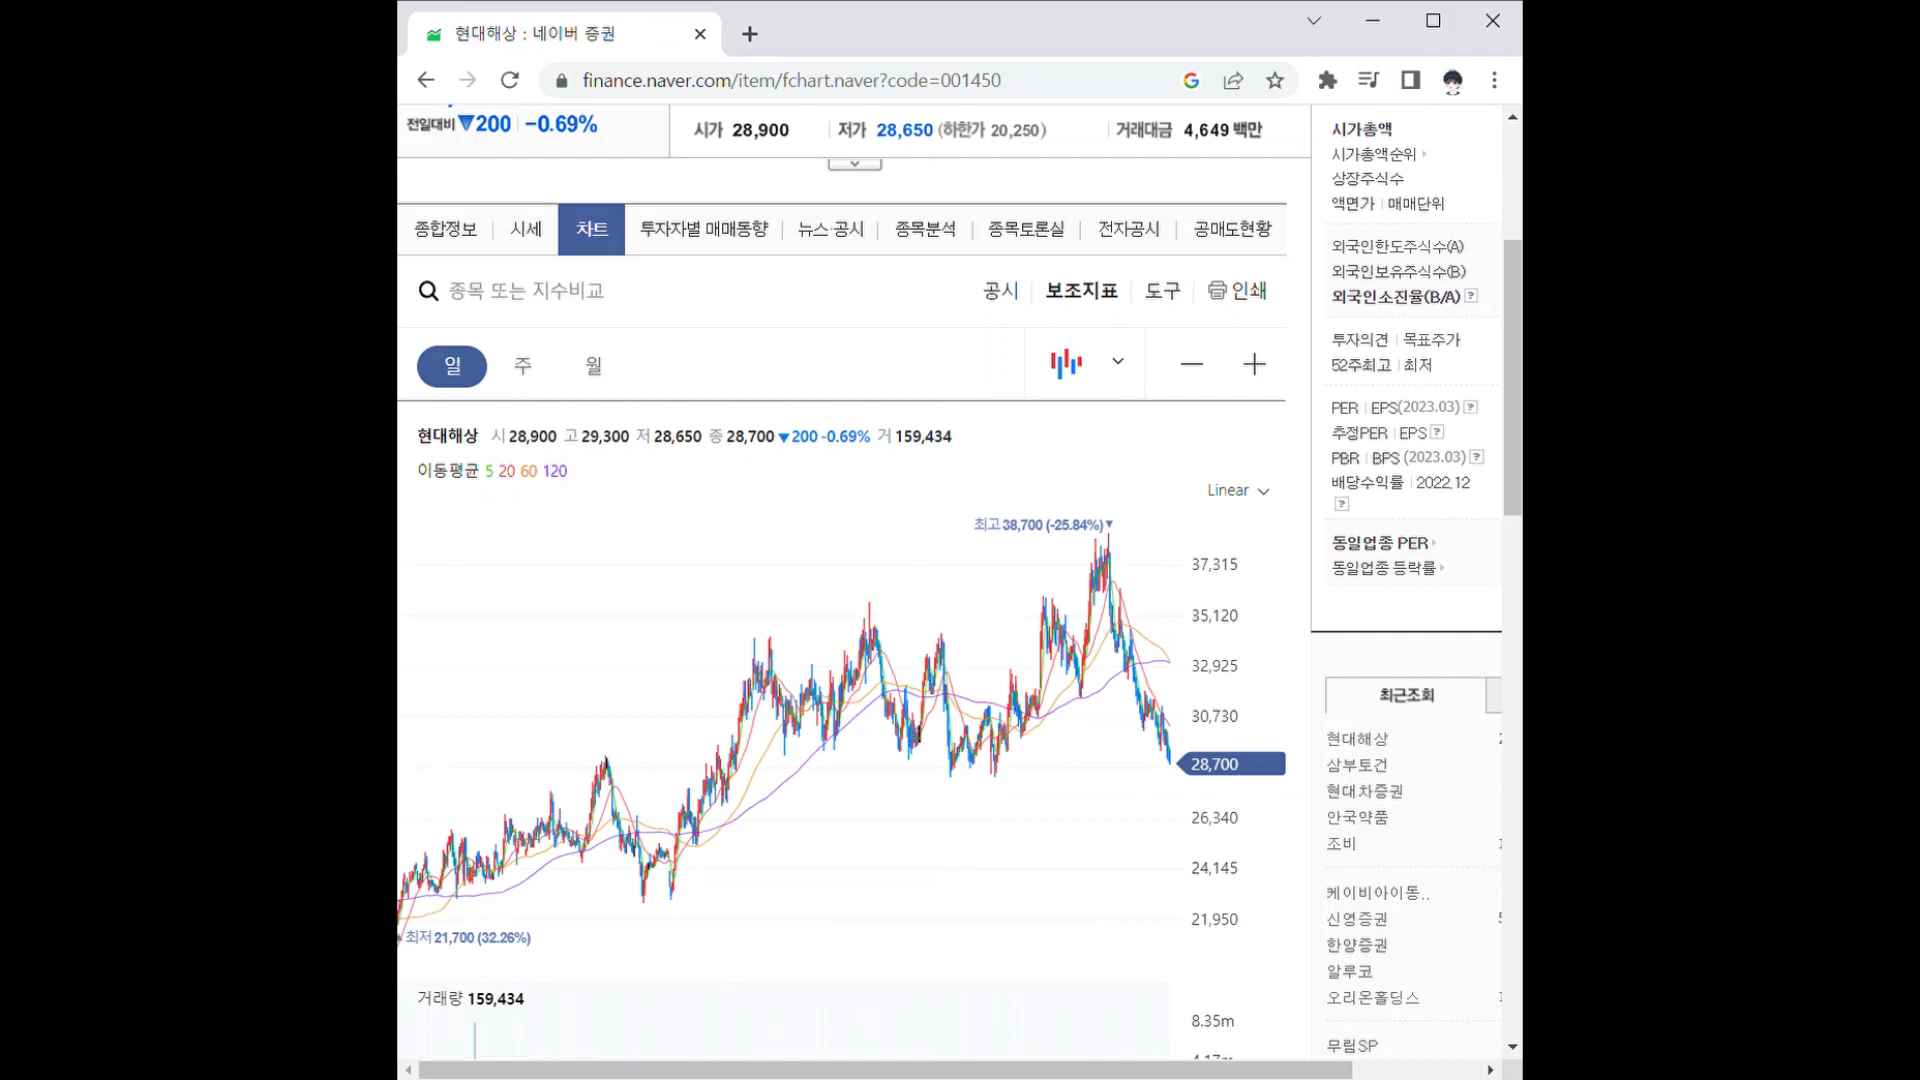 현대해상 : 네이버 증권
finance.naver.com/item/fchart.naver?code=001450
전일대비 ▼200 | −0.69%
시가 28,900 | 저가 28,650 (하한가 20,250) | 거래대금 4,649 백만
종합정보 | 시세 차트 투자자별 매매동향 | 뉴스·공시 | 종목분석 | 종목토론실 | 전자공시 | 공매도현황
종목 또는 지수비교
공시 보조지표 도구 인쇄
일 주 월
현대해상 시 28,900 고 29,300 저 28,650 종 28,700 ▼200 -0.69% 거 159,434
이동평균 5 20 60 120
Linear
최고 38,700 (-25.84%)▼
37,315
35,120
32,925
30,730
28,700
26,340
24,145
21,950
최저 21,700 (32.26%)
거래량 159,434
8.35m
시가총액
시가총액순위
상장주식수
액면가 | 매매단위
외국인한도주식수(A)
외국인보유주식수(B)
외국인소진율(B/A) ?
투자의견 | 목표주가
52주최고 | 최저
PER | EPS(2023.03) ?
추정PER | EPS ?
PBR | BPS (2023.03) ?
배당수익률 | 2022.12
?
동일업종 PER
동일업종 등락률
최근조회
현대해상
삼부토건
현대차증권
안국약품
조비
케이비아이동..
신영증권
한양증권
알루코
오리온홀딩스
무림SP